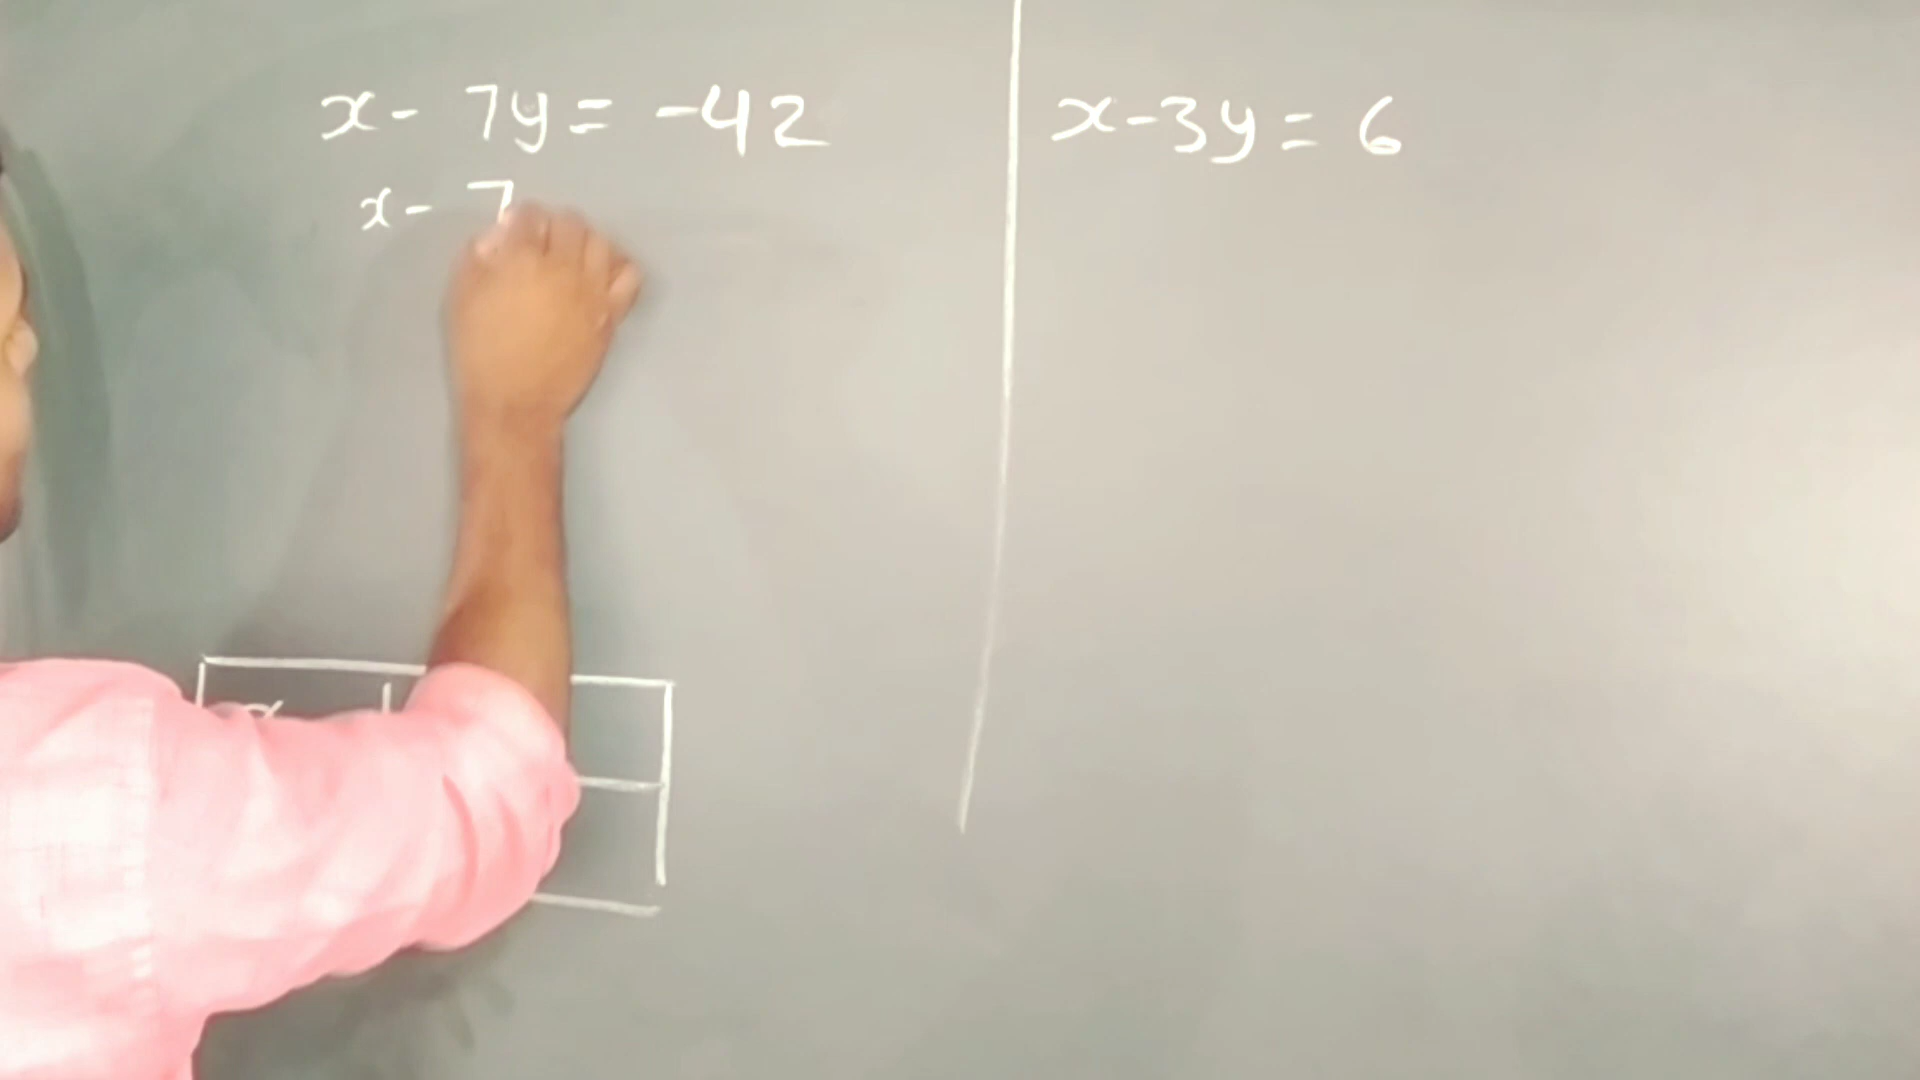 x - 7y = -42
x - 7
x - 3y = 6
x